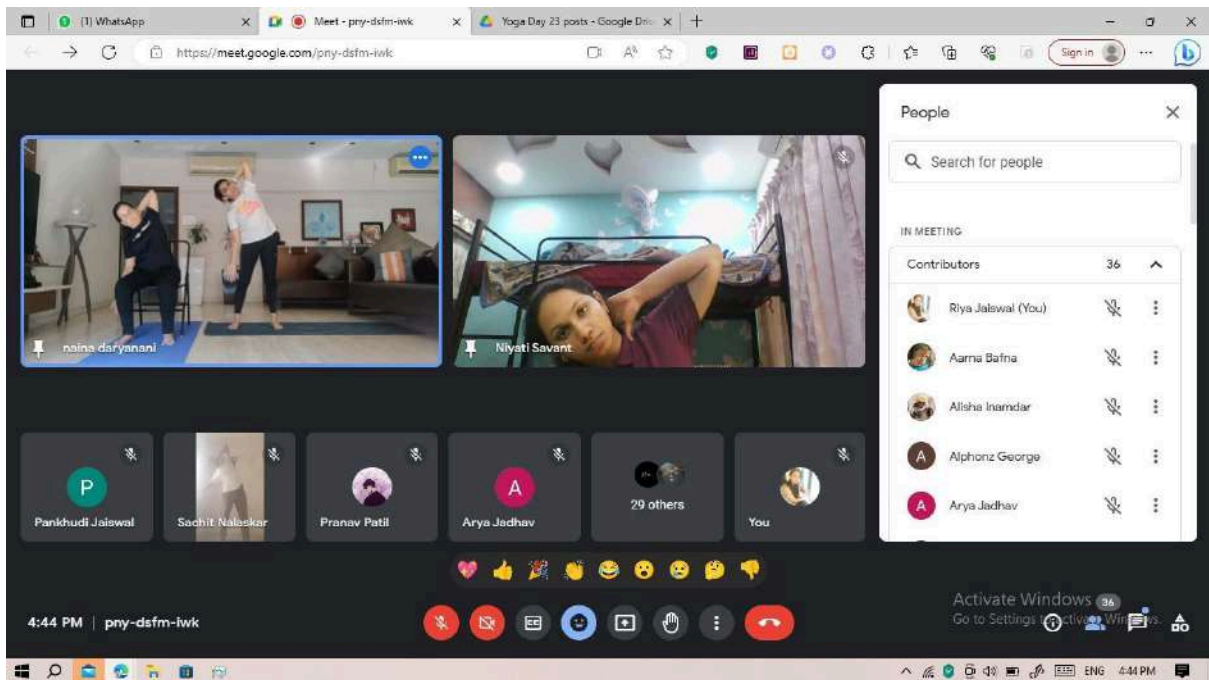 (1) WhatsApp
Meet - pny-dsfm-iwk
Yoga Day 23 posts - Google Driv
https://meet.google.com/pny-dsfm-iwk
Sign in
People
Search for people
IN MEETING
Contributors 36
Riya Jaiswal (You)
Aarna Bafna
Alisha Inamdar
A Alphonz George
A Arya Jadhav
naina daryanani
Niyati Savant
P
Pankhudi Jaiswal
Sachit Nalaskar
Pranav Patil
A
Arya Jadhav
29 others
You
4:44 PM | pny-dsfm-iwk
CC
Activate Windows
36
Go to Settings to activate Windows.
ENG 4:44 PM